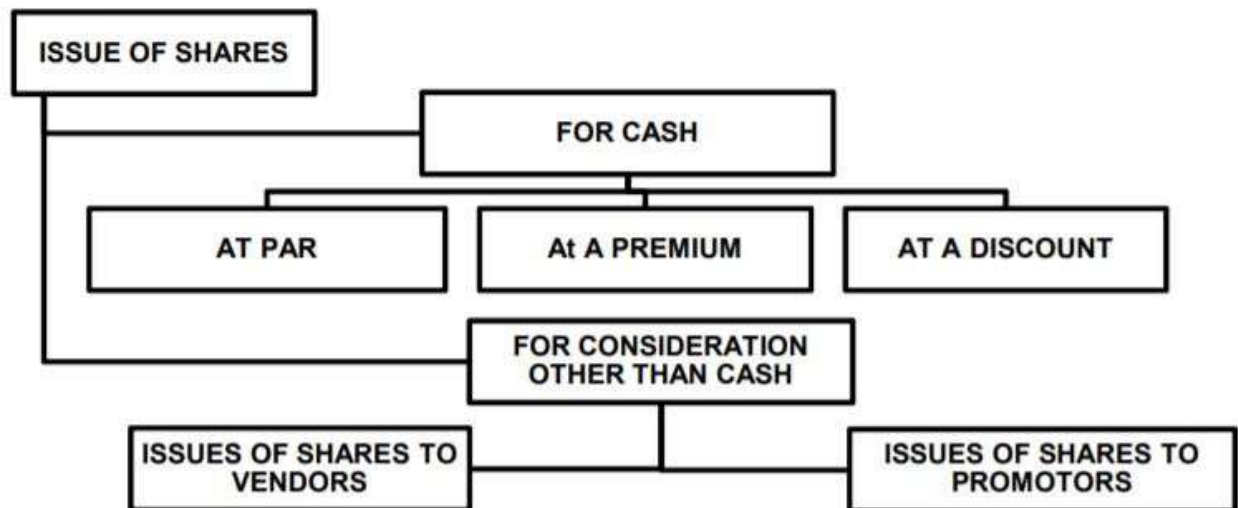 ISSUE OF SHARES
FOR CASH
AT PAR
At A PREMIUM
AT A DISCOUNT
FOR CONSIDERATION
OTHER THAN CASH
ISSUES OF SHARES TO
VENDORS
ISSUES OF SHARES TO
PROMOTORS